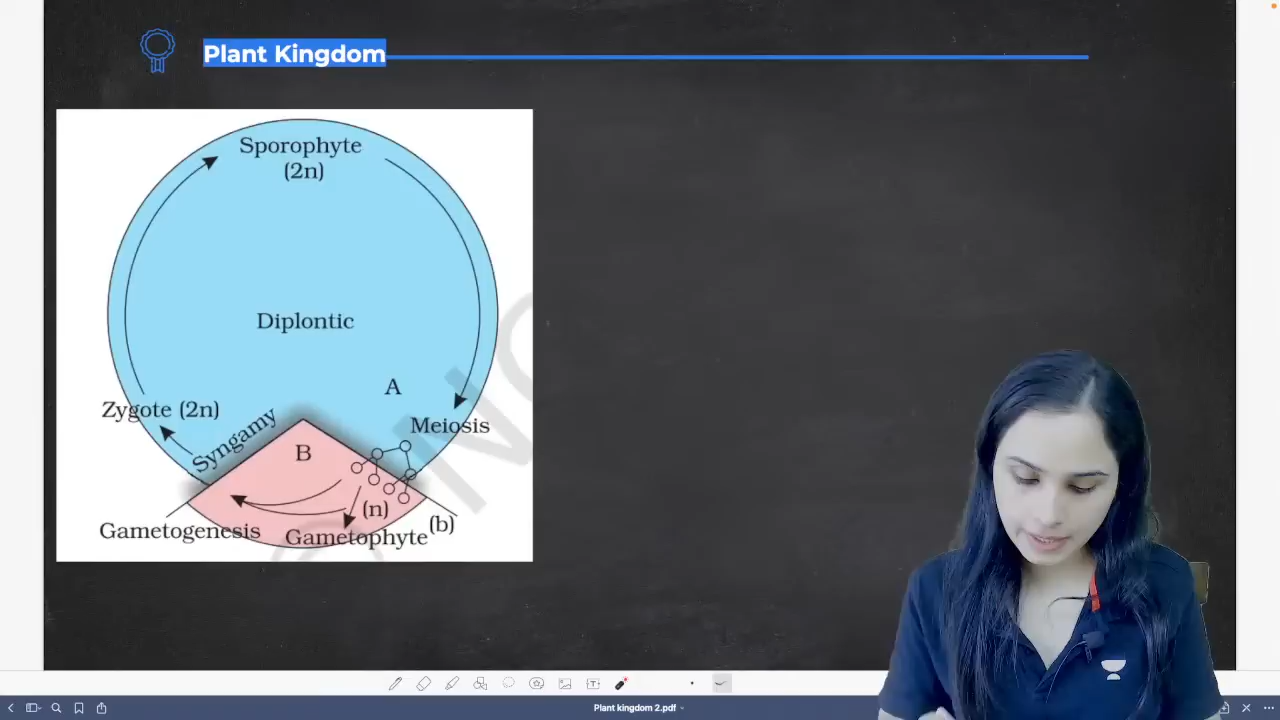 Plant Kingdom
Sporophyte
(2n)
Diplontic
A
Zygote (2n)
Syngamy
Meiosis
B
(n)
Gametogenesis
Gametophyte
(b)
Plant kingdom 2.pdf